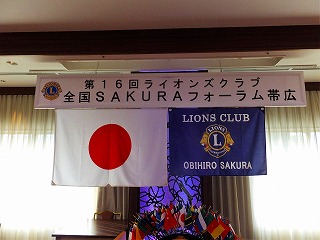 第16回ライオンズクラブ
全国SAKURAフォーラム帯広
LIONS CLUB
LIONS
L
OBIHIRO SAKURA